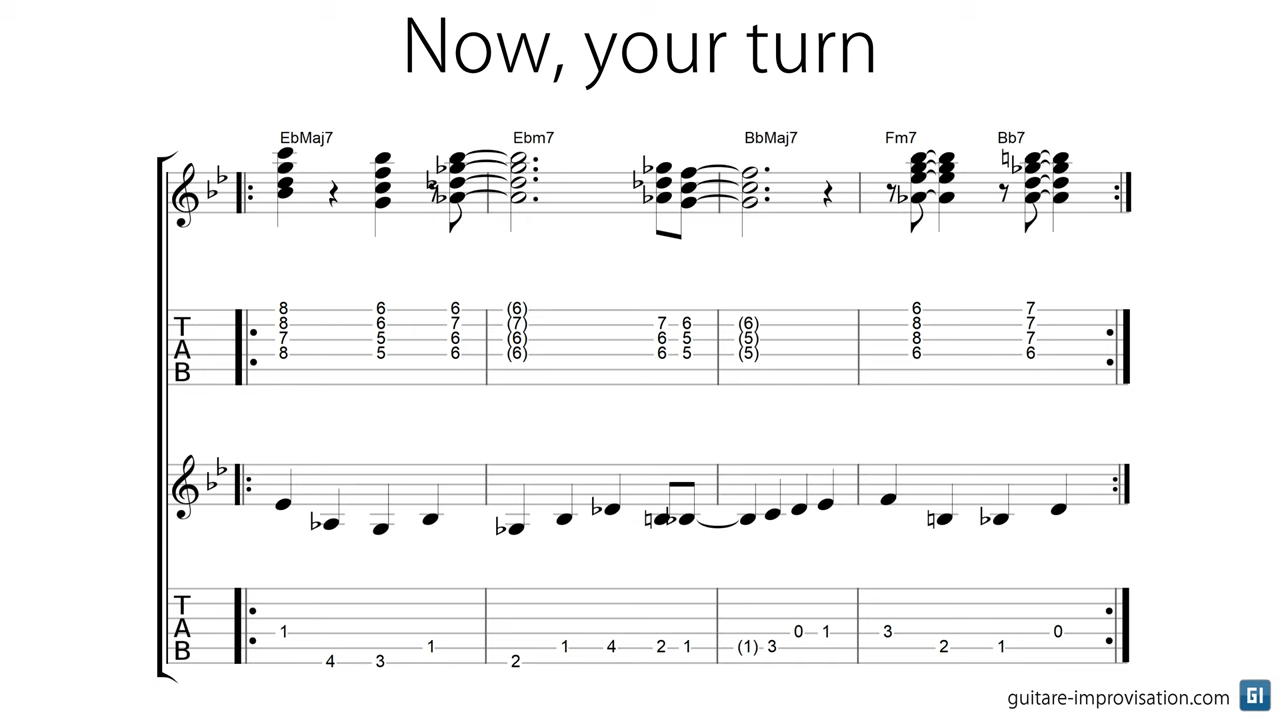 Now, your turn
EbMaj7 Ebm7 BbMaj7 Fm7 Bb7
T 8 6 6 (6) 6 7
8 6 7 (7) 7 6 (6) 8 7
A 7 5 6 (6) 6 5 (5) 8 7
8 5 6 (6) 6 5 (5) 6 6
B
T
A 1 0 1 3 0
B 1 1 4 2 1 (1) 3 2 1
4 3 2
guitare-improvisation.com GI